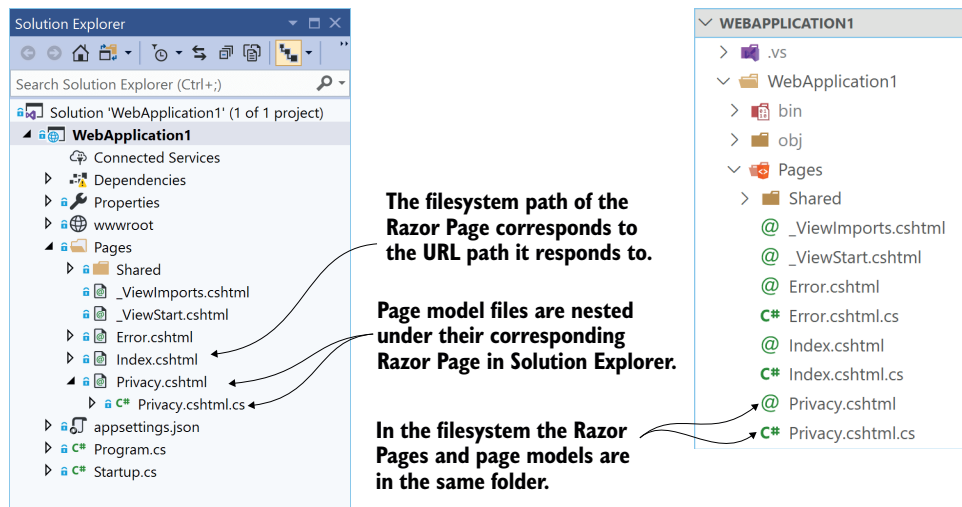 Solution Explorer
Search Solution Explorer (Ctrl+;)
Solution 'WebApplication1' (1 of 1 project)
WebApplication1
Connected Services
Dependencies
Properties
wwwroot
Pages
Shared
_ViewImports.cshtml
_ViewStart.cshtml
Error.cshtml
Index.cshtml
Privacy.cshtml
C# Privacy.cshtml.cs
appsettings.json
C# Program.cs
C# Startup.cs
The filesystem path of the
Razor Page corresponds to
the URL path it responds to.
Page model files are nested
under their corresponding
Razor Page in Solution Explorer.
In the filesystem the Razor
Pages and page models are
in the same folder.
WEBAPPLICATION1
.vs
WebApplication1
bin
obj
Pages
Shared
@ _ViewImports.cshtml
@ _ViewStart.cshtml
@ Error.cshtml
C# Error.cshtml.cs
@ Index.cshtml
C# Index.cshtml.cs
@ Privacy.cshtml
C# Privacy.cshtml.cs